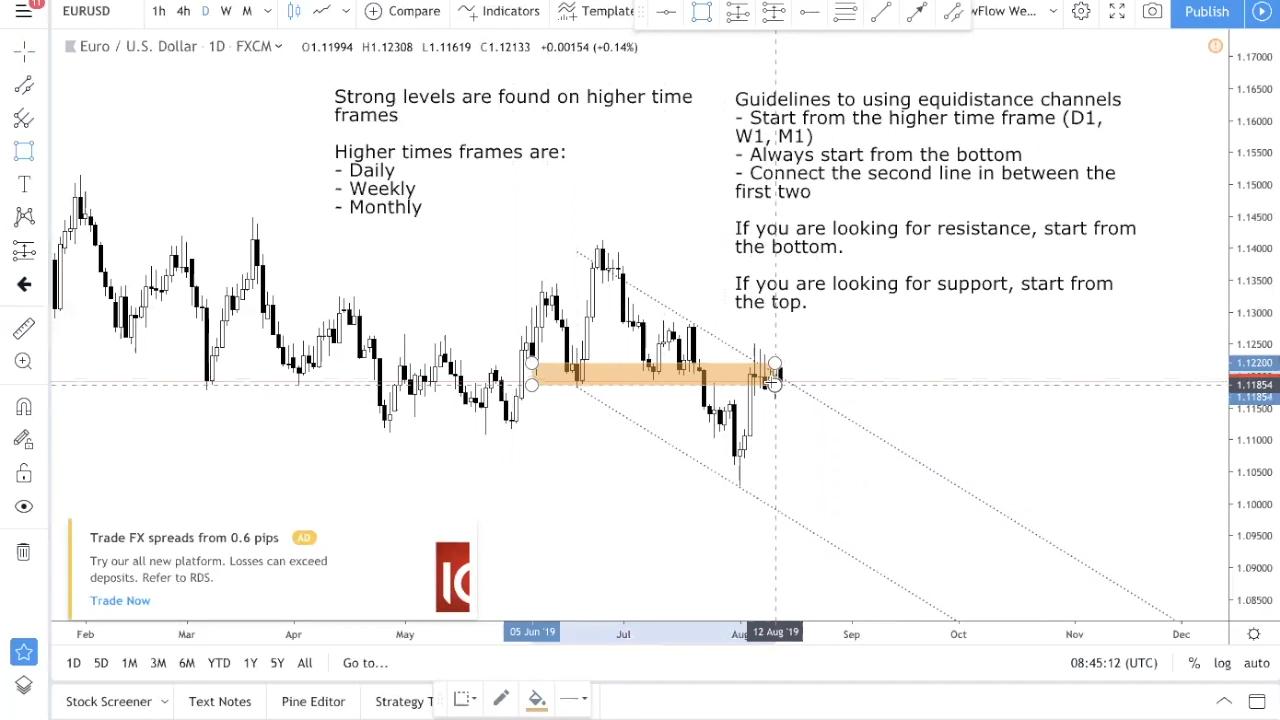 11
EURUSD 1h 4h D W M Compare Indicators Template wFlow We... Publish
Euro / U.S. Dollar · 1D · FXCM O1.11994 H1.12308 L1.11619 C1.12133 +0.00154 (+0.14%)
Strong levels are found on higher time
frames
Higher times frames are:
- Daily
- Weekly
- Monthly
Guidelines to using equidistance channels
- Start from the higher time frame (D1,
W1, M1)
- Always start from the bottom
- Connect the second line in between the
first two
If you are looking for resistance, start from
the bottom.
If you are looking for support, start from
the top.
1.17000
1.16500
1.16000
1.15500
1.15000
1.14500
1.14000
1.13500
1.13000
1.12500
1.12200
1.11854
1.11854
1.11500
1.11000
1.10500
1.10000
1.09500
1.09000
1.08500
Trade FX spreads from 0.6 pips AD
Try our all new platform. Losses can exceed
deposits. Refer to RDS.
Trade Now
Feb Mar Apr May 05 Jun '19 Jul Aug 12 Aug '19 Sep Oct Nov Dec
1D 5D 1M 3M 6M YTD 1Y 5Y All Go to... 08:45:12 (UTC) % log auto
Stock Screener Text Notes Pine Editor Strategy T